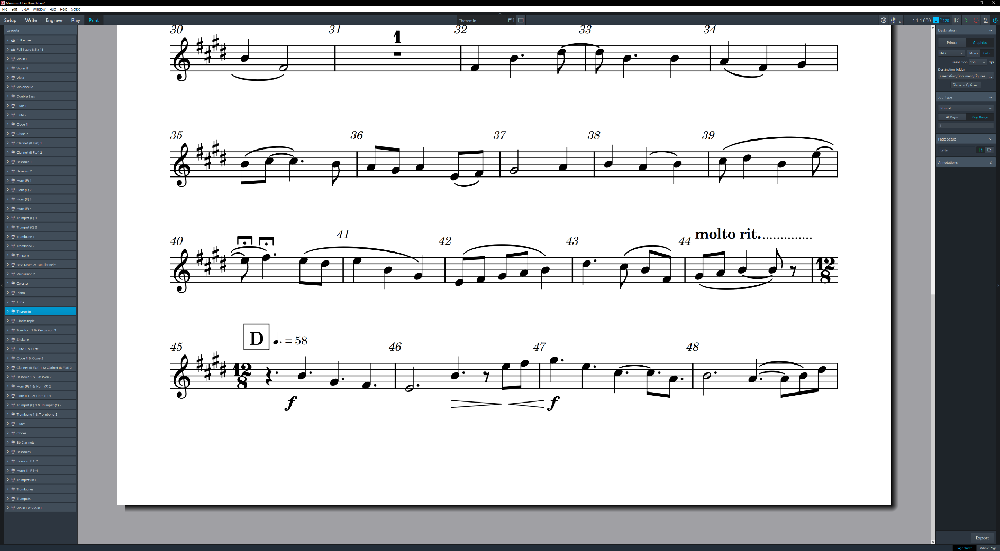 Movement II in Dissertation*
File Edit View Window Hub Help Script
Setup Write Engrave Play Print
Theremin
1.1.1.000
120
Layouts
Full score
Full Score 8.5 x 11
Violin I
Violin II
Viola
Violoncello
Double Bass
Flute 1
Flute 2
Oboe 1
Oboe 2
Clarinet (B Flat) 1
Clarinet (B Flat) 2
Bassoon 1
Bassoon 2
Horn (F) 1
Horn (F) 2
Horn (F) 3
Horn (F) 4
Trumpet (C) 1
Trumpet (C) 2
Trombone 1
Trombone 2
Timpani
Bass Drum & Tubular Bells
Percussion 2
Celeste
Piano
Tuba
Theremin
Glockenspiel
Tom-tom 1 & Percussion 1
Shekere
Flute 1 & Flute 2
Oboe 1 & Oboe 2
Clarinet (B Flat) 1 & Clarinet (B Flat) 2
Bassoon 1 & Bassoon 2
Horn (F) 1 & Horn (F) 2
Horn (F) 3 & Horn (F) 4
Trumpet (C) 1 & Trumpet (C) 2
Trombone 1 & Trombone 2
Flutes
Oboes
Bb Clarinets
Bassoons
Horns in F 1-2
Horns in F 3-4
Trumpets in C
Trombones
Trumpets
Violin I & Violin II
30 31 32 33 34
1
35 36 37 38 39
40 41 42 43 44
molto rit..............
12
8
D ♩. = 58
45 46 47 48
12
8
f f
Destination
Printer Graphics
PNG Mono Color
Resolution 150 dpi
Destination folder
Dissertation/Document/Figures ...
Filename Options...
Job Type
Normal
All Pages Page Range
3
Page Setup
Letter
Annotations
Export
Page Width Whole Page